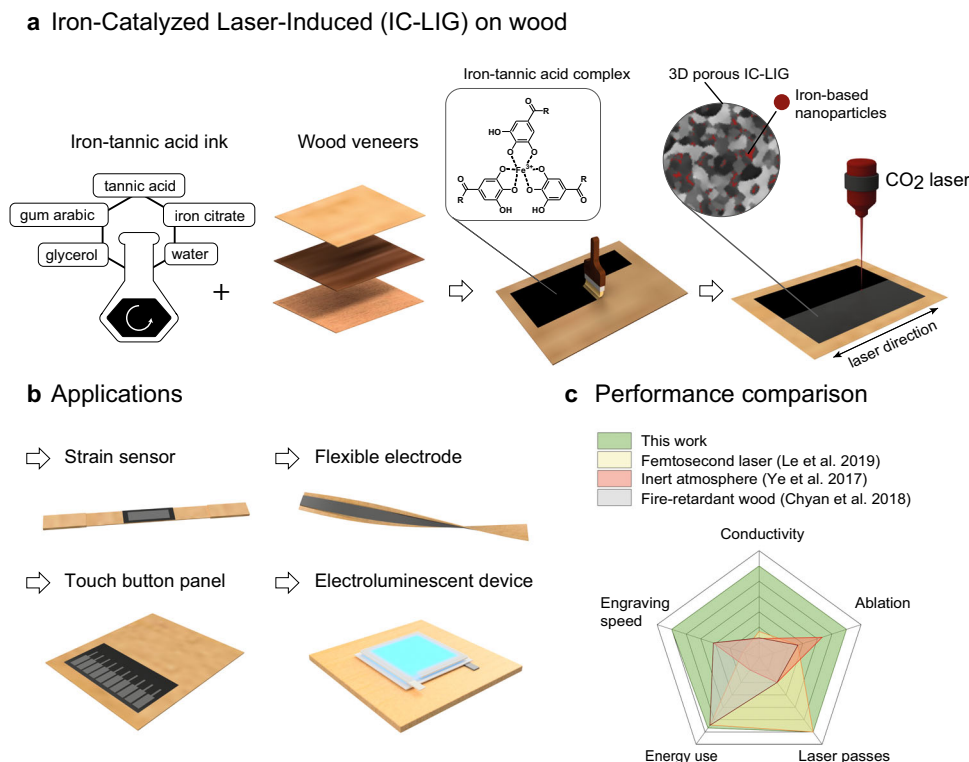 a Iron-Catalyzed Laser-Induced (IC-LIG) on wood
Iron-tannic acid ink
tannic acid
gum arabic
iron citrate
glycerol
water
+
Wood veneers
Iron-tannic acid complex
O
R
HO
O
O
O
O
Fe3+
O
O
O
R
OH
R
O
HO
3D porous IC-LIG
Iron-based
nanoparticles
CO2 laser
laser direction
b Applications
Strain sensor
Flexible electrode
Touch button panel
Electroluminescent device
c Performance comparison
This work
Femtosecond laser (Le et al. 2019)
Inert atmosphere (Ye et al. 2017)
Fire-retardant wood (Chyan et al. 2018)
Conductivity
Engraving
speed
Ablation
Energy use
Laser passes